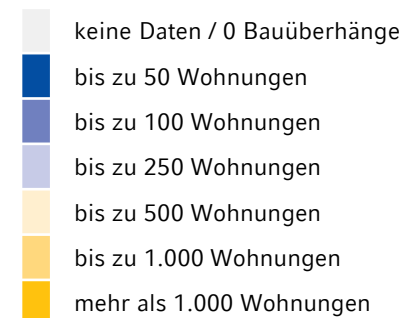 keine Daten / 0 Bauüberhänge
bis zu 50 Wohnungen
bis zu 100 Wohnungen
bis zu 250 Wohnungen
bis zu 500 Wohnungen
bis zu 1.000 Wohnungen
mehr als 1.000 Wohnungen